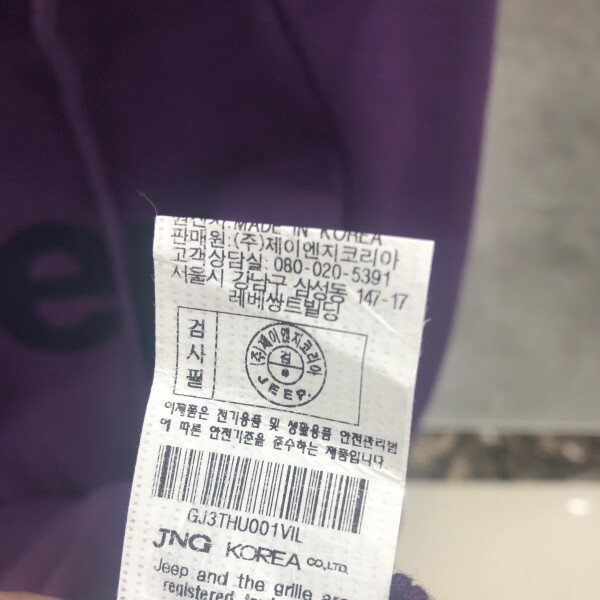 원산지:MADE IN KOREA
판매원:(주)제이엔지코리아
고객상담실: 080-020-5391
서울시 강남구 삼성동 147-17
레베쌍트빌딩
검
사
필
(주)제이엔지코리아
검
JEEP.
이제품은 전기용품 및 생활용품 안전관리법
에 따른 안전기준을 준수하는 제품입니다.
GJ3THU001VIL
JNG KOREA CO.,LTD.
Jeep and the grille are
registered